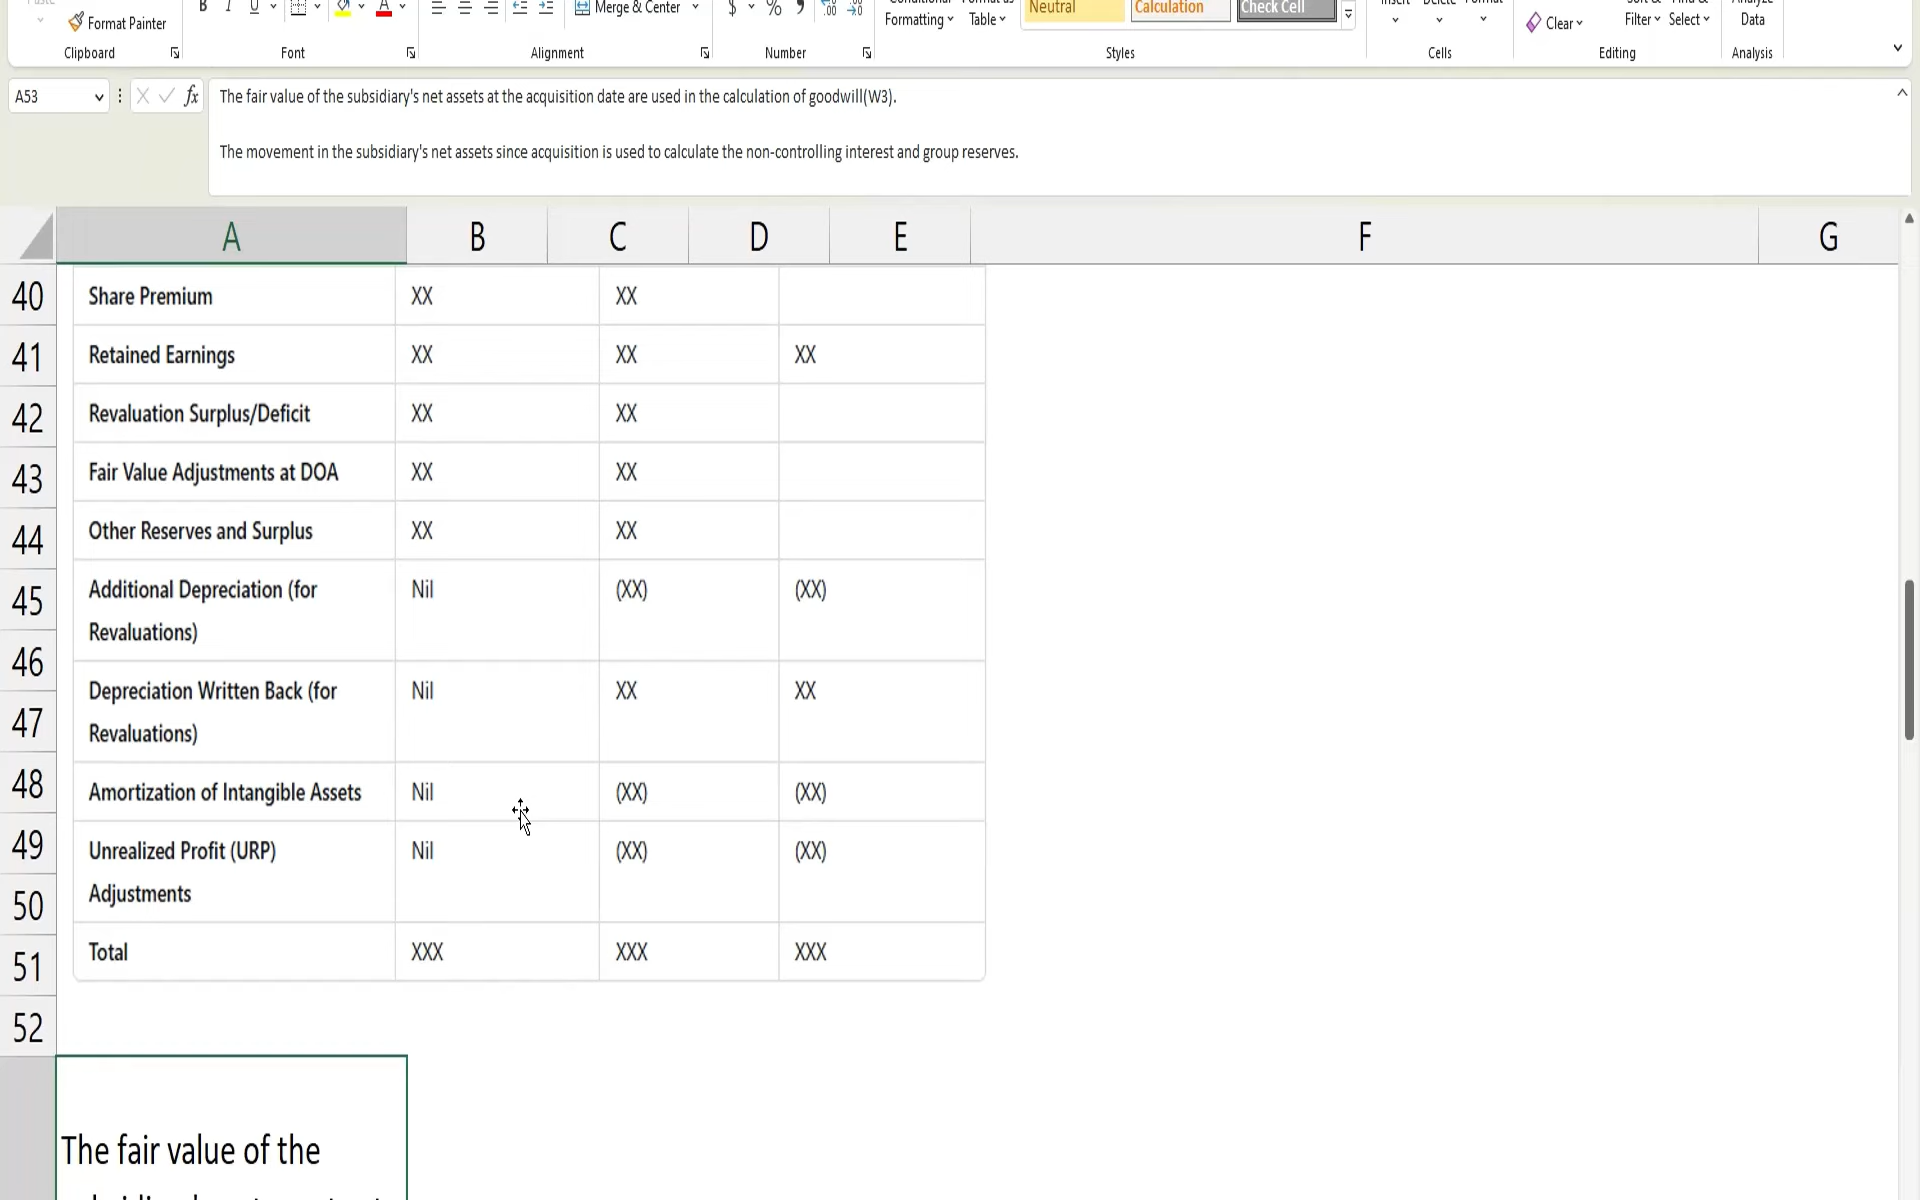 Format Painter
B I U A
Merge & Center
$ % 9
Formatting Table
Neutral Calculation Check Cell
Clear
Filter Select
Data
Clipboard Font Alignment Number Styles Cells Editing Analysis
A53 fx The fair value of the subsidiary's net assets at the acquisition date are used in the calculation of goodwill(W3).
The movement in the subsidiary's net assets since acquisition is used to calculate the non-controlling interest and group reserves.
A B C D E F G
40 Share Premium XX XX
41 Retained Earnings XX XX XX
42 Revaluation Surplus/Deficit XX XX
43 Fair Value Adjustments at DOA XX XX
44 Other Reserves and Surplus XX XX
45 Additional Depreciation (for Nil (XX) (XX)
Revaluations)
46
47 Depreciation Written Back (for Nil XX XX
Revaluations)
48 Amortization of Intangible Assets Nil (XX) (XX)
49 Unrealized Profit (URP) Nil (XX) (XX)
50 Adjustments
51 Total XXX XXX XXX
52
The fair value of the